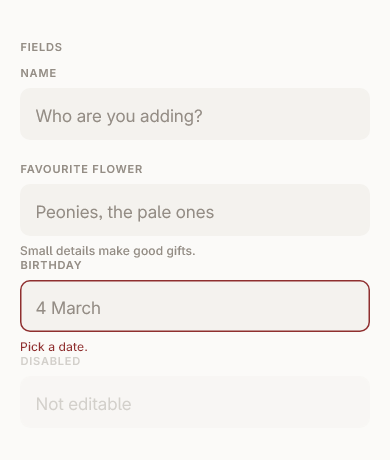 FIELDS
NAME
Who are you adding?
FAVOURITE FLOWER
Peonies, the pale ones
Small details make good gifts.
BIRTHDAY
4 March
Pick a date.
DISABLED
Not editable